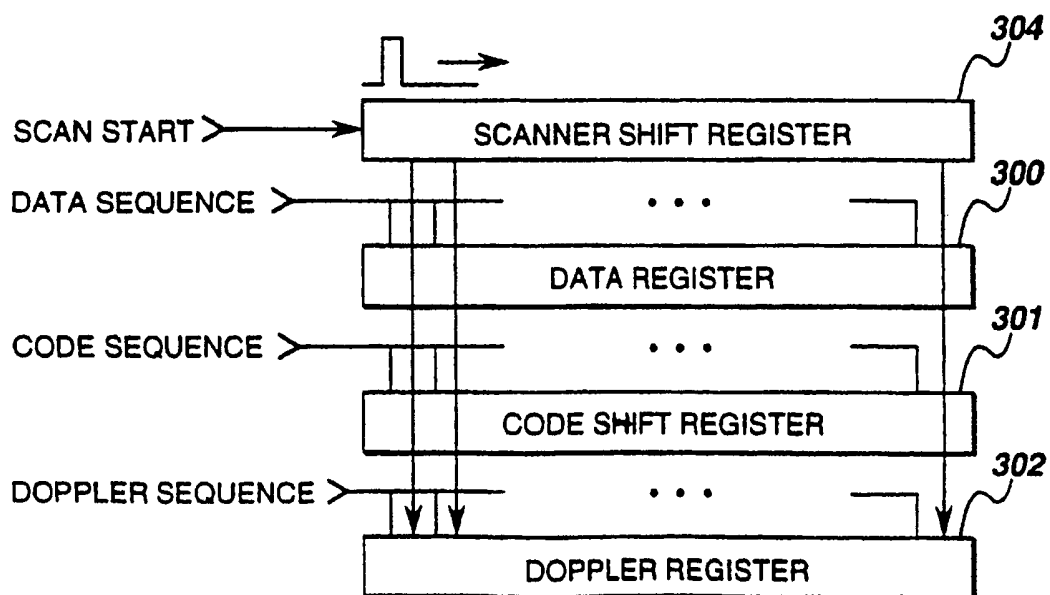 304
SCAN START
SCANNER SHIFT REGISTER
300
DATA SEQUENCE
DATA REGISTER
301
CODE SEQUENCE
CODE SHIFT REGISTER
302
DOPPLER SEQUENCE
DOPPLER REGISTER